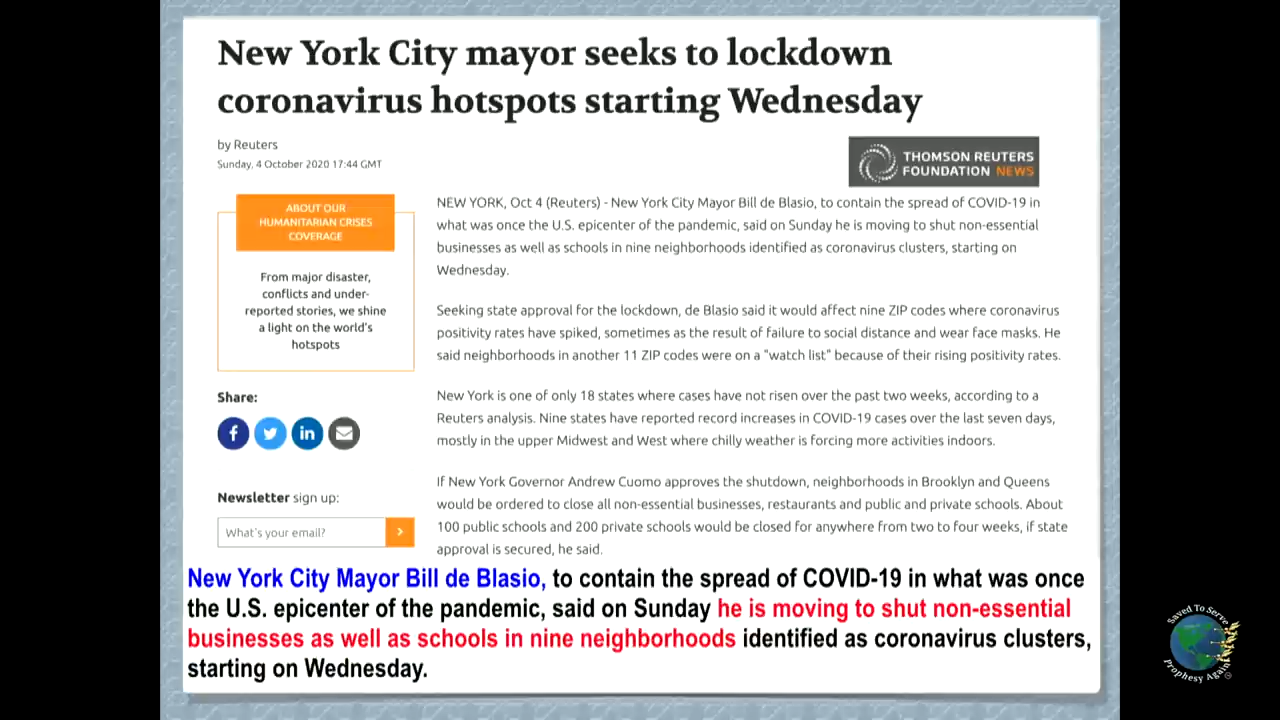 New York City mayor seeks to lockdown
coronavirus hotspots starting Wednesday
by Reuters
Sunday, 4 October 2020 17:44 GMT
THOMSON REUTERS
FOUNDATION NEWS
ABOUT OUR
HUMANITARIAN CRISES
COVERAGE
From major disaster,
conflicts and under-
reported stories, we shine
a light on the world's
hotspots
Share:
Newsletter sign up:
What's your email?
NEW YORK, Oct 4 (Reuters) - New York City Mayor Bill de Blasio, to contain the spread of COVID-19 in
what was once the U.S. epicenter of the pandemic, said on Sunday he is moving to shut non-essential
businesses as well as schools in nine neighborhoods identified as coronavirus clusters, starting on
Wednesday.
Seeking state approval for the lockdown, de Blasio said it would affect nine ZIP codes where coronavirus
positivity rates have spiked, sometimes as the result of failure to social distance and wear face masks. He
said neighborhoods in another 11 ZIP codes were on a "watch list" because of their rising positivity rates.
New York is one of only 18 states where cases have not risen over the past two weeks, according to a
Reuters analysis. Nine states have reported record increases in COVID-19 cases over the last seven days,
mostly in the upper Midwest and West where chilly weather is forcing more activities indoors.
If New York Governor Andrew Cuomo approves the shutdown, neighborhoods in Brooklyn and Queens
would be ordered to close all non-essential businesses, restaurants and public and private schools. About
100 public schools and 200 private schools would be closed for anywhere from two to four weeks, if state
approval is secured, he said.
New York City Mayor Bill de Blasio, to contain the spread of COVID-19 in what was once
the U.S. epicenter of the pandemic, said on Sunday he is moving to shut non-essential
businesses as well as schools in nine neighborhoods identified as coronavirus clusters,
starting on Wednesday.
Saved To Serve
Prophesy Again